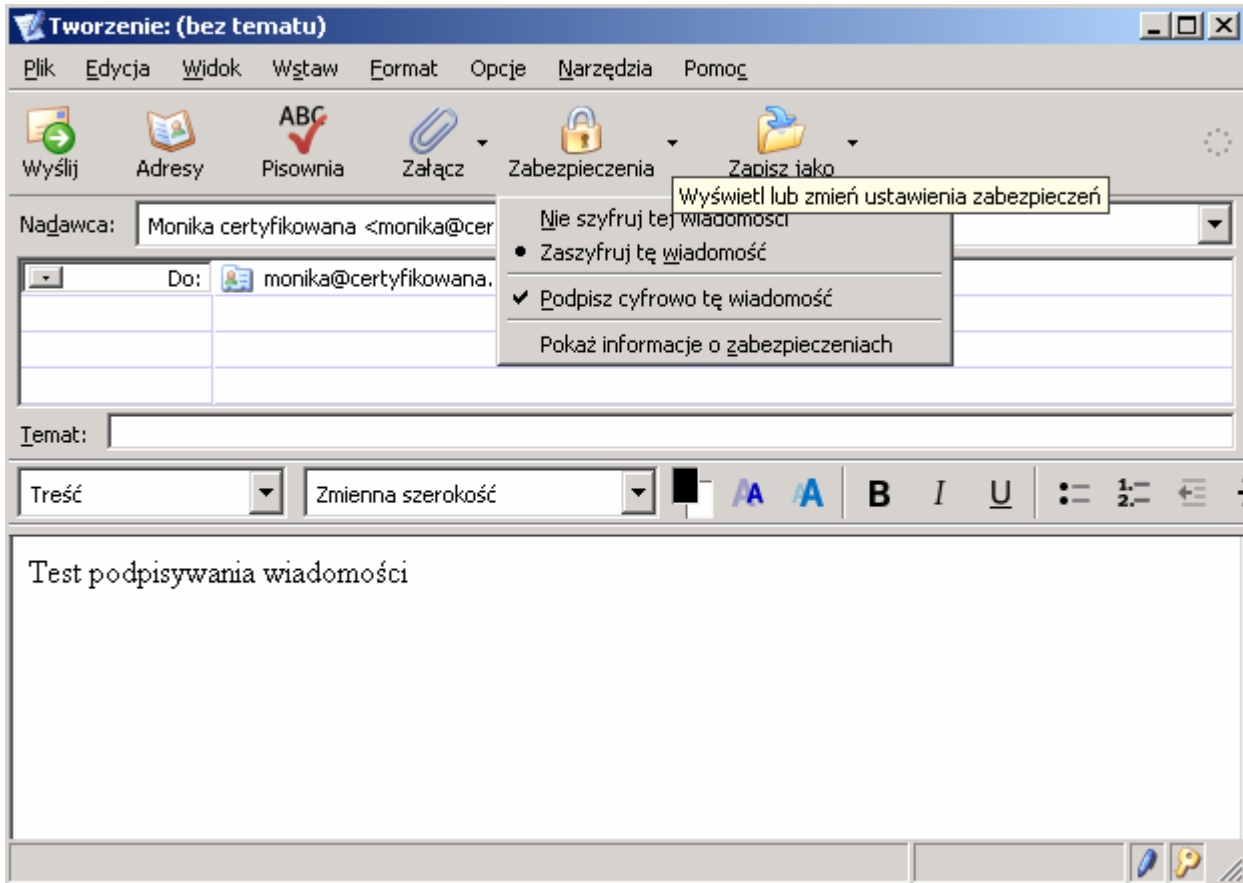 Tworzenie: (bez tematu)
Plik Edycja Widok Wstaw Format Opcje Narzędzia Pomoc
ABC
Wyślij Adresy Pisownia Załącz Zabezpieczenia Zapisz jako
Wyświetl lub zmień ustawienia zabezpieczeń
Nadawca: Monika certyfikowana <monika@cer
Nie szyfruj tej wiadomości
Zaszyfruj tę wiadomość
Do: monika@certyfikowana.
Podpisz cyfrowo tę wiadomość
Pokaż informacje o zabezpieczeniach
Temat:
Treść Zmienna szerokość A A A A B I U 1. 2.
Test podpisywania wiadomości